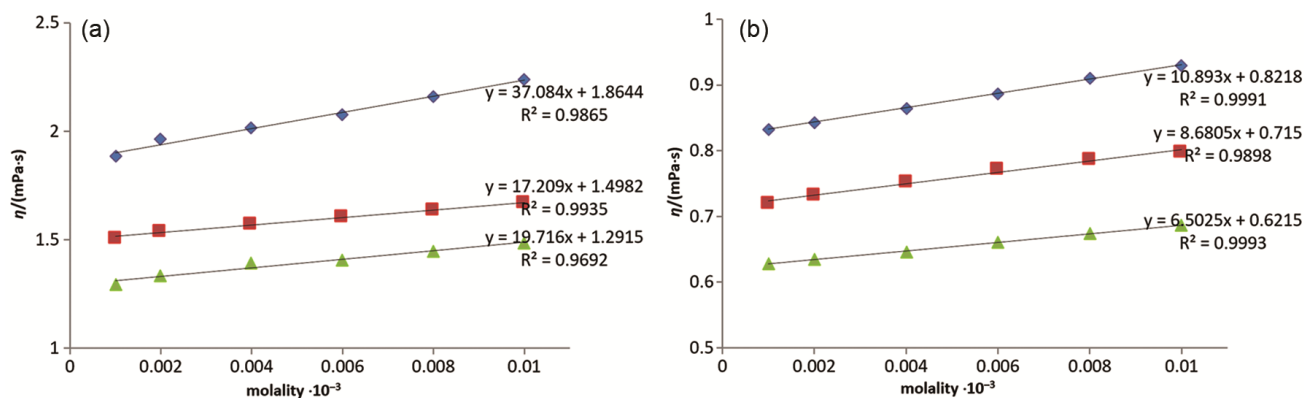 (a)
2.5
2
1.5
1
η/(mPa·s)
y = 37.084x + 1.8644
R² = 0.9865
y = 17.209x + 1.4982
R² = 0.9935
y = 19.716x + 1.2915
R² = 0.9692
0 0.002 0.004 0.006 0.008 0.01
molality ·10⁻³
(b)
1
0.9
0.8
0.7
0.6
0.5
η/(mPa·s)
y = 10.893x + 0.8218
R² = 0.9991
y = 8.6805x + 0.715
R² = 0.9898
y = 6.5025x + 0.6215
R² = 0.9993
0 0.002 0.004 0.006 0.008 0.01
molality ·10⁻³